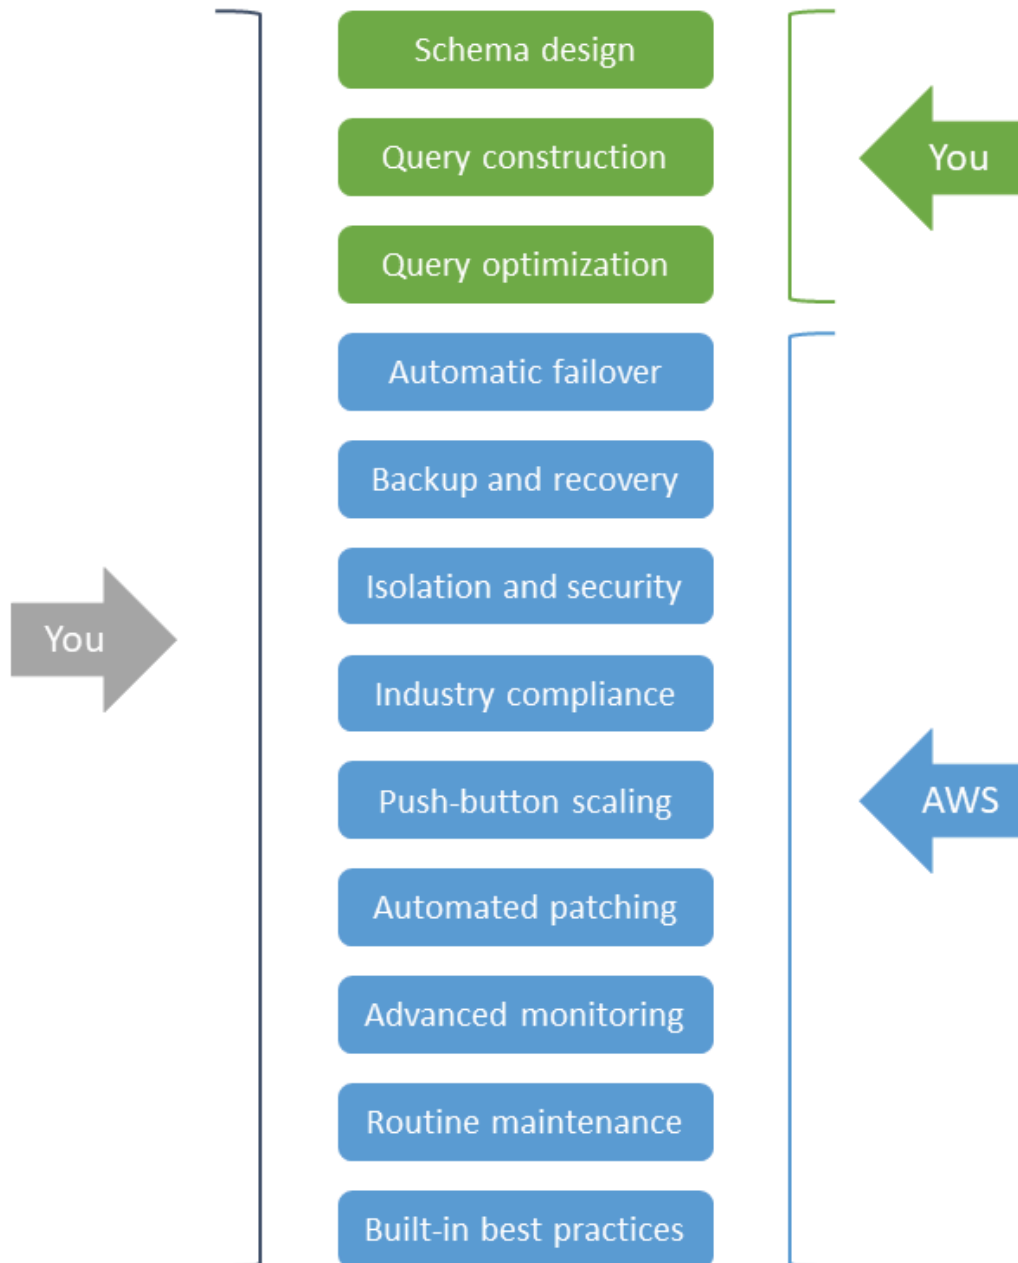 Schema design
Query construction
You
Query optimization
Automatic failover
Backup and recovery
Isolation and security
You
Industry compliance
Push-button scaling
AWS
Automated patching
Advanced monitoring
Routine maintenance
Built-in best practices